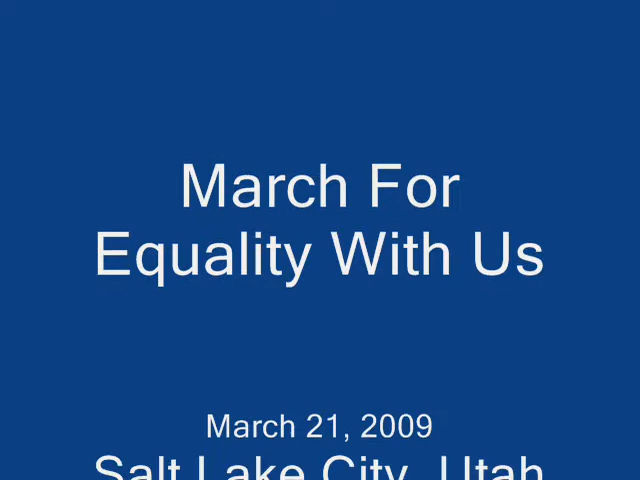 March For
Equality With Us
March 21, 2009
Salt Lake City, Utah